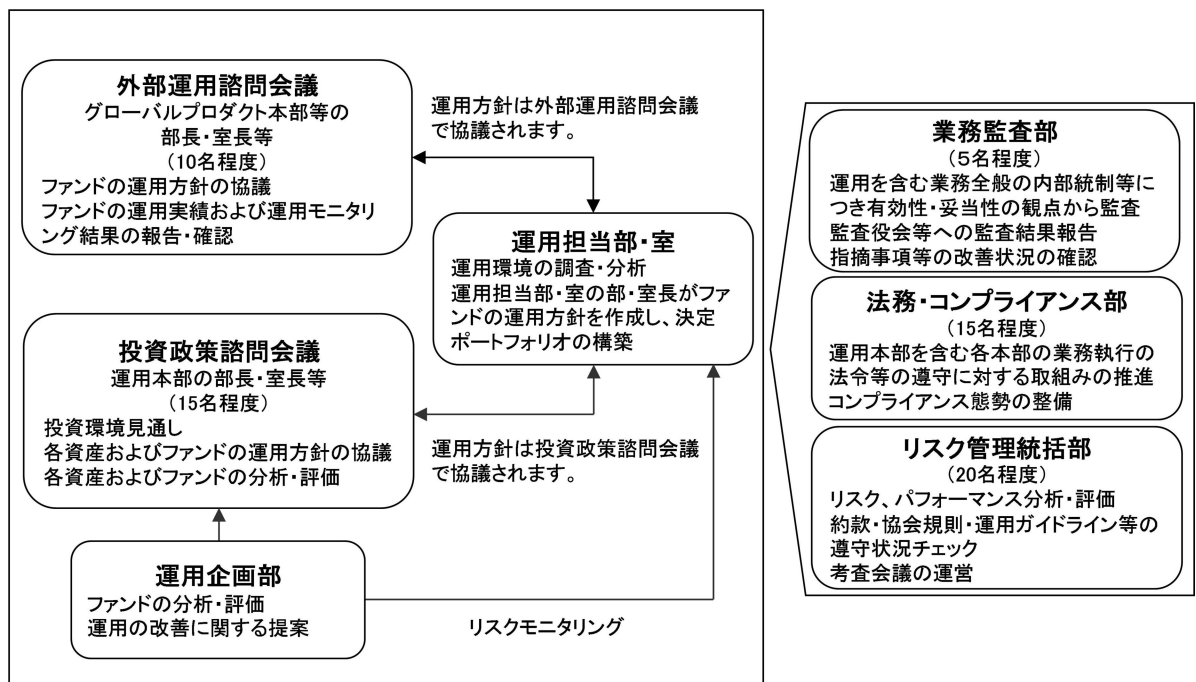 外部運用諮問会議
グローバルプロダクト本部等の
部長・室長等
（10名程度）
ファンドの運用方針の協議
ファンドの運用実績および運用モニタリ
ング結果の報告・確認
運用方針は外部運用諮問会議
で協議されます。
運用担当部・室
運用環境の調査・分析
運用担当部・室の部・室長がファ
ンドの運用方針を作成し、決定
ポートフォリオの構築
投資政策諮問会議
運用本部の部長・室長等
（15名程度）
投資環境見通し
各資産およびファンドの運用方針の協議
各資産およびファンドの分析・評価
運用方針は投資政策諮問会議
で協議されます。
運用企画部
ファンドの分析・評価
運用の改善に関する提案
リスクモニタリング
業務監査部
（５名程度）
運用を含む業務全般の内部統制等に
つき有効性・妥当性の観点から監査
監査役会等への監査結果報告
指摘事項等の改善状況の確認
法務・コンプライアンス部
（15名程度）
運用本部を含む各本部の業務執行の
法令等の遵守に対する取組みの推進
コンプライアンス態勢の整備
リスク管理統括部
（20名程度）
リスク、パフォーマンス分析・評価
約款・協会規則・運用ガイドライン等の
遵守状況チェック
考査会議の運営